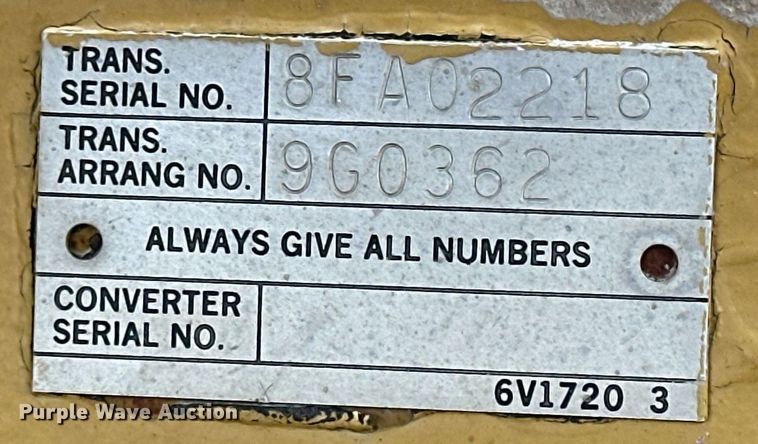 TRANS.
SERIAL NO. 8FA02218
TRANS.
ARRANG NO. 9G0362
ALWAYS GIVE ALL NUMBERS
CONVERTER
SERIAL NO.
6V1720 3
Purple Wave Auction